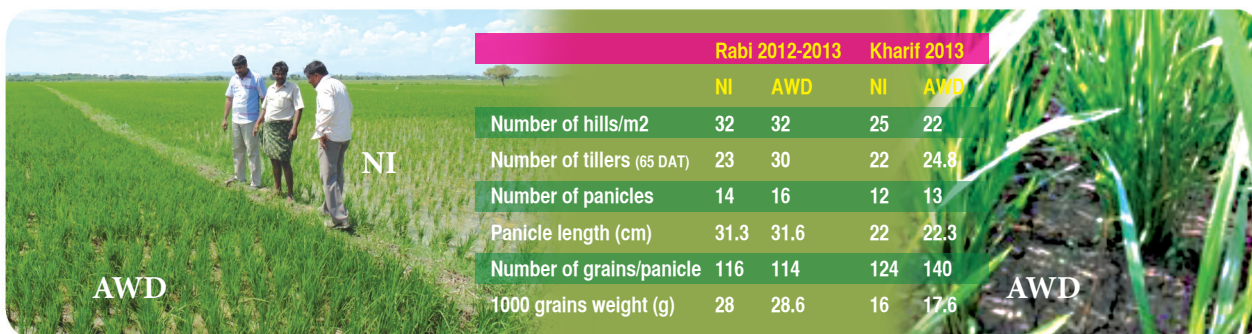 Rabi 2012-2013 Kharif 2013
NI AWD NI AWD
Number of hills/m2 32 32 25 22
Number of tillers (65 DAT) 23 30 22 24.8
Number of panicles 14 16 12 13
Panicle length (cm) 31.3 31.6 22 22.3
Number of grains/panicle 116 114 124 140
1000 grains weight (g) 28 28.6 16 17.6
NI
AWD
AWD